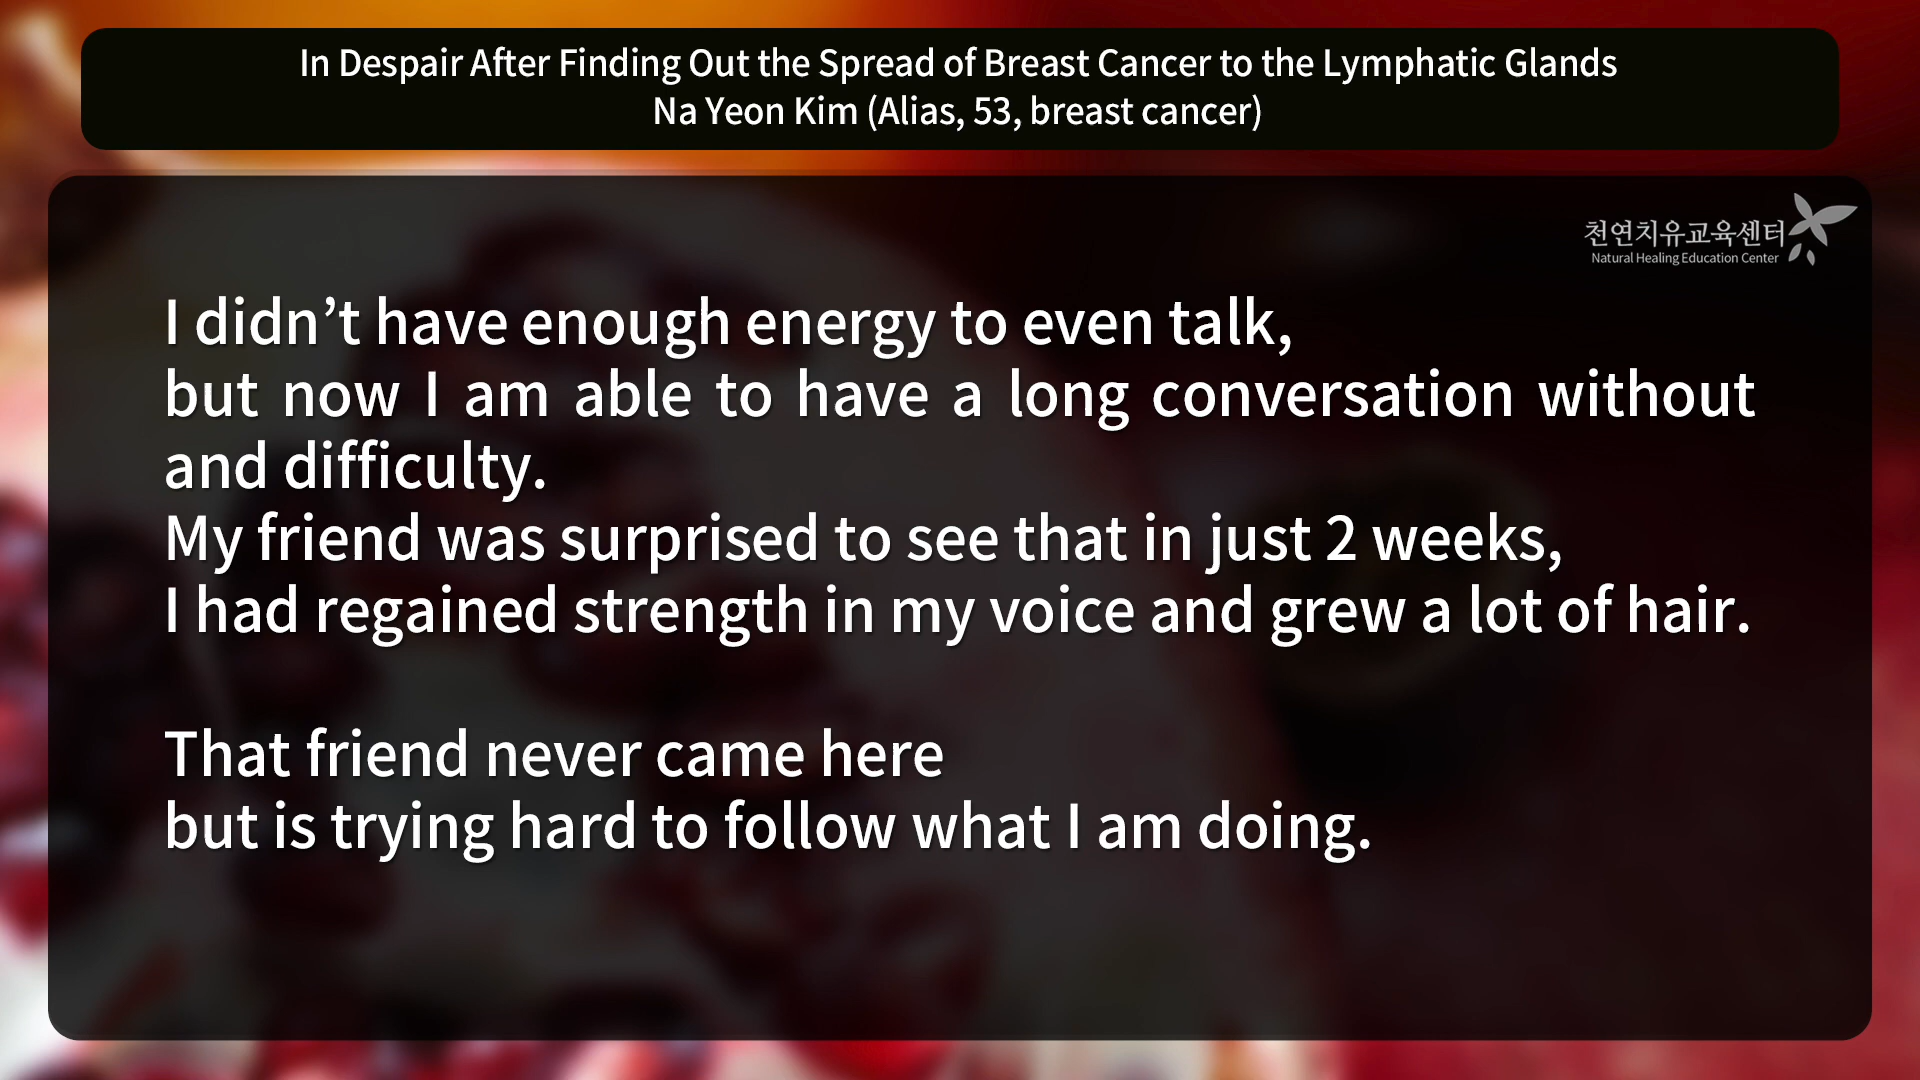 In Despair After Finding Out the Spread of Breast Cancer to the Lymphatic Glands
Na Yeon Kim (Alias, 53, breast cancer)
천연치유교육센터
Natural Healing Education Center
I didn’t have enough energy to even talk,
but now I am able to have a long conversation without
and difficulty.
My friend was surprised to see that in just 2 weeks,
I had regained strength in my voice and grew a lot of hair.
That friend never came here
but is trying hard to follow what I am doing.